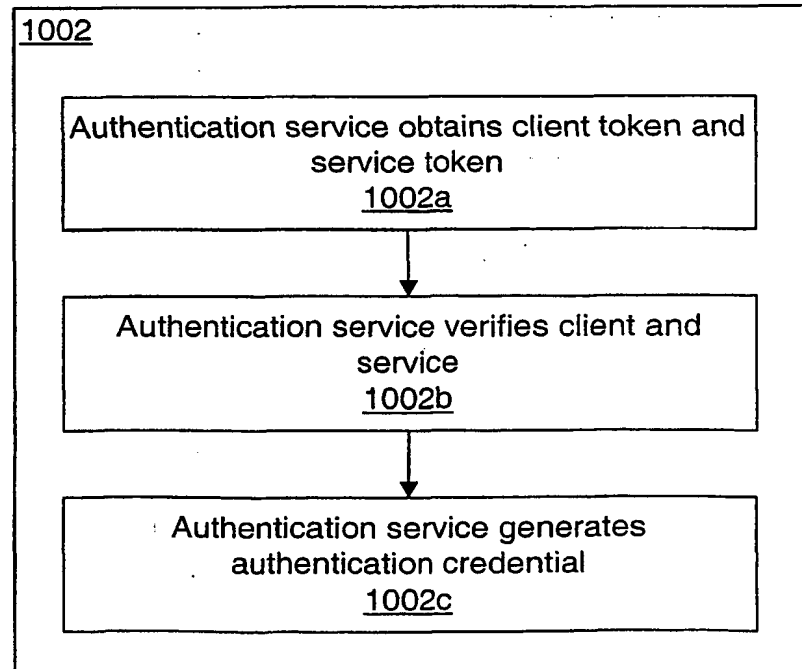 1002
Authentication service obtains client token and
service token
1002a
Authentication service verifies client and
service
1002b
Authentication service generates
authentication credential
1002c